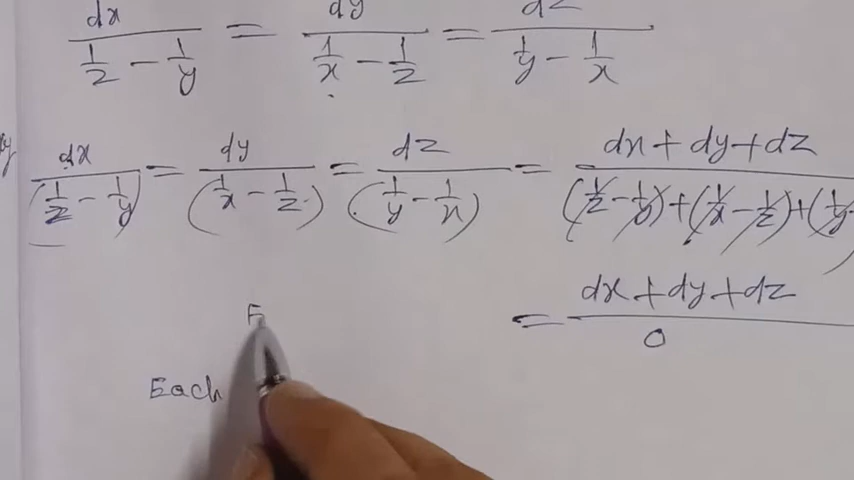 dx/(1/z - 1/y) = dy/(1/x - 1/z) = dz/(1/y - 1/x)
dx/(1/z - 1/y) = dy/(1/x - 1/z) = dz/(1/y - 1/x) = dx + dy + dz/(1/z - 1/y) + (1/x - 1/z) + (1/y -
= dx + dy + dz/0
F
Each